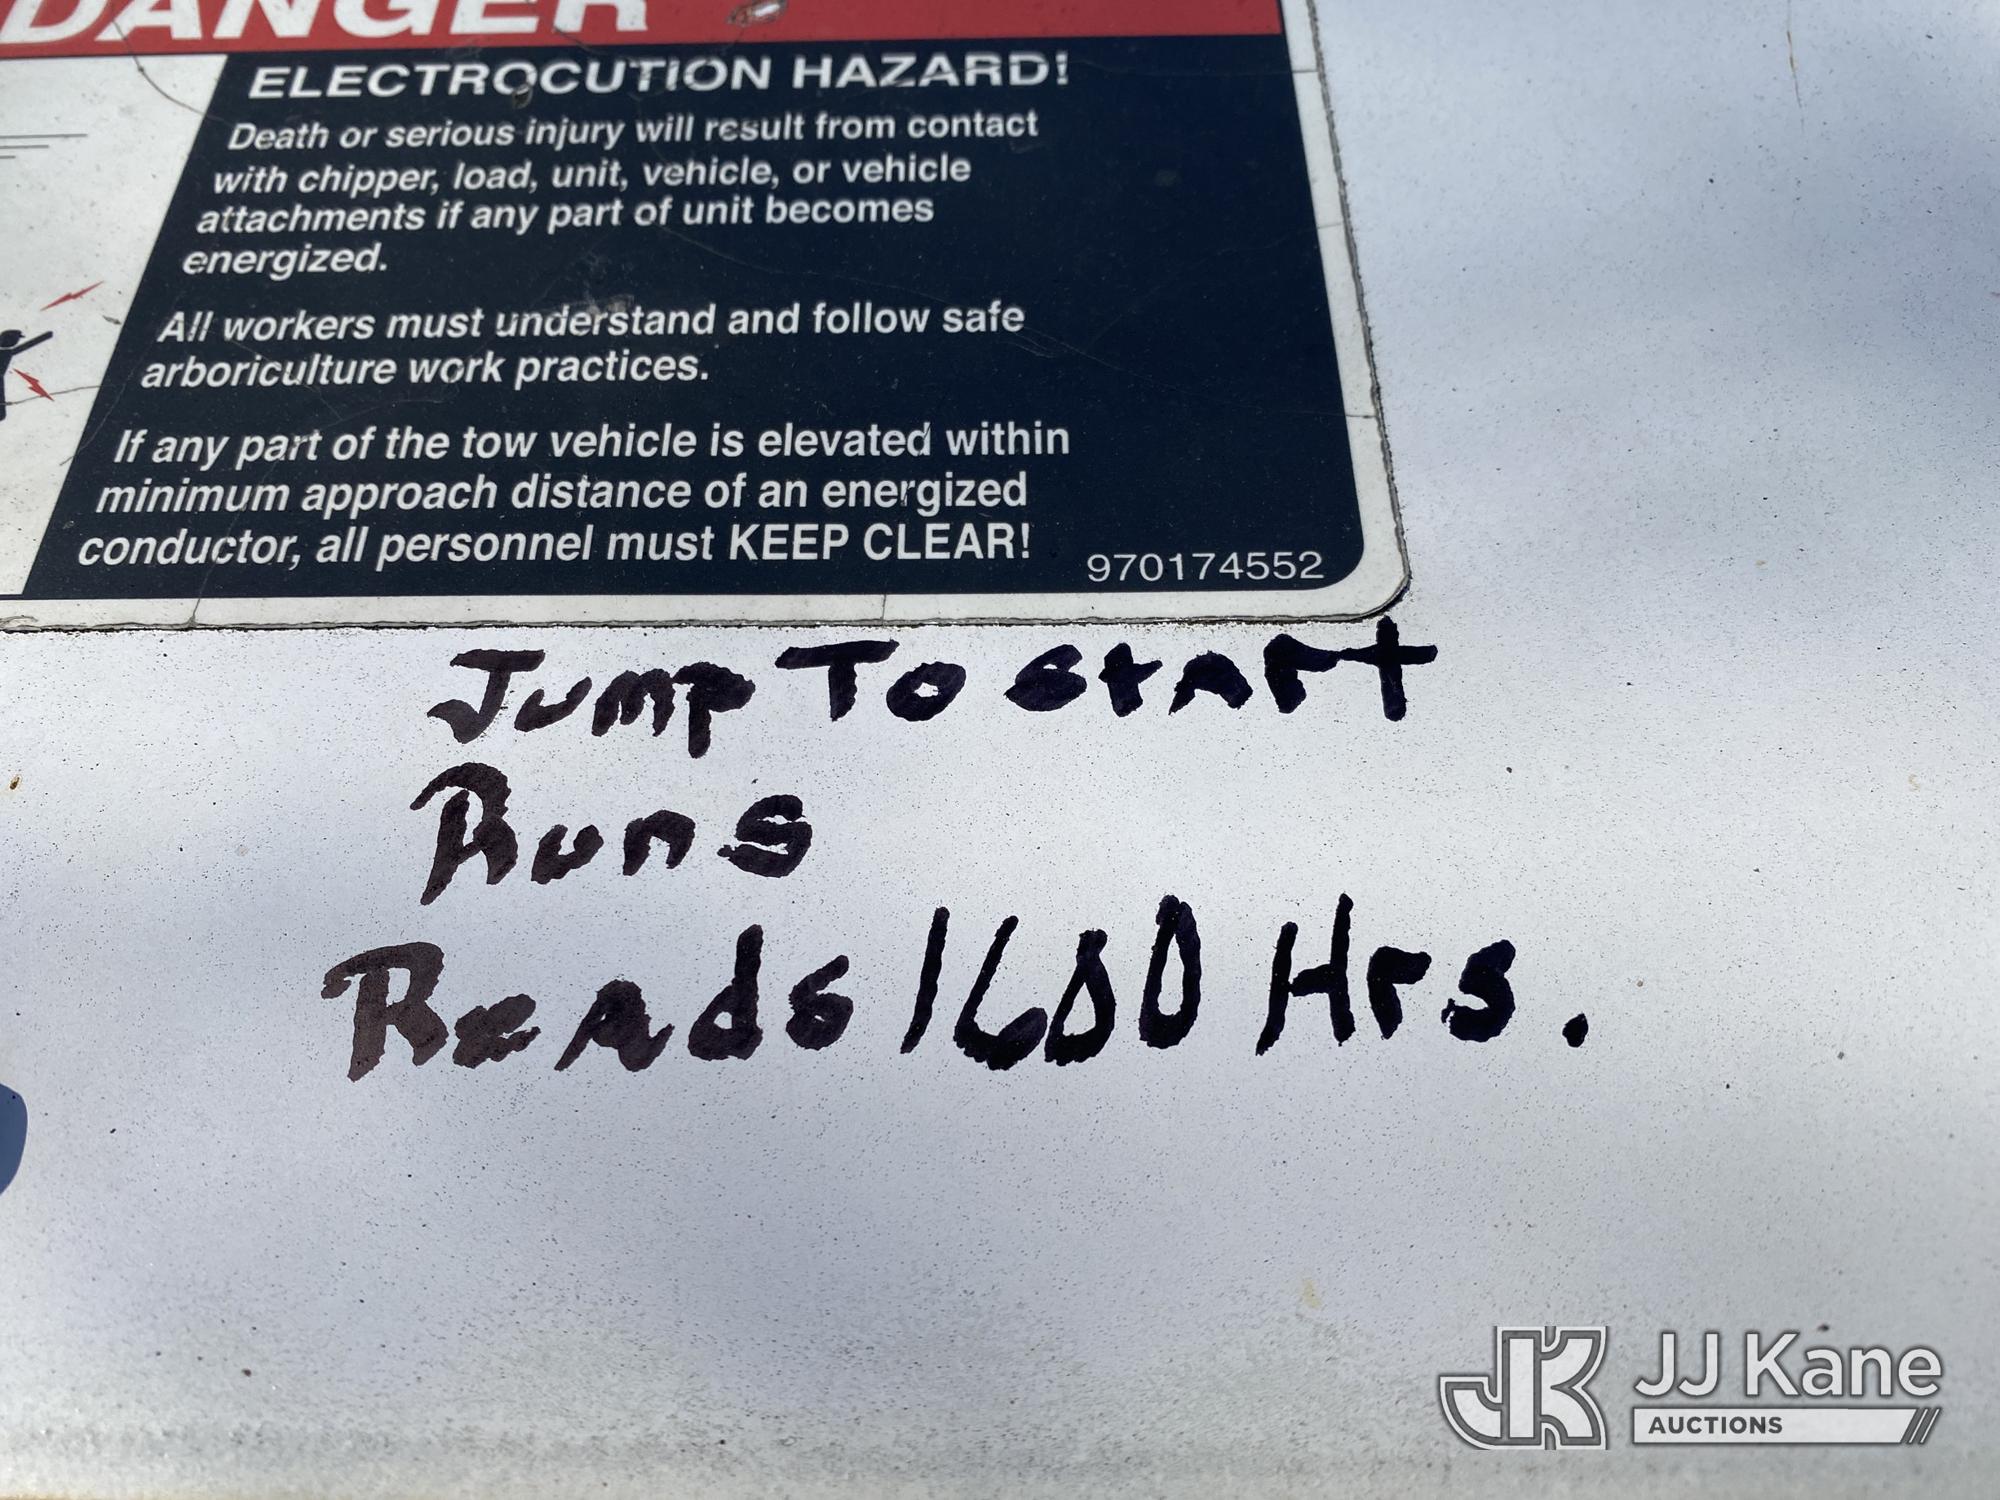 DANGER
ELECTROCUTION HAZARD!
Death or serious injury will result from contact
with chipper, load, unit, vehicle, or vehicle
attachments if any part of unit becomes
energized.
All workers must understand and follow safe
arboriculture work practices.
If any part of the tow vehicle is elevated within
minimum approach distance of an energized
conductor, all personnel must KEEP CLEAR!
970174552
Jump To start
Runs
Reads 1600 Hrs.
JK
JJ Kane
AUCTIONS